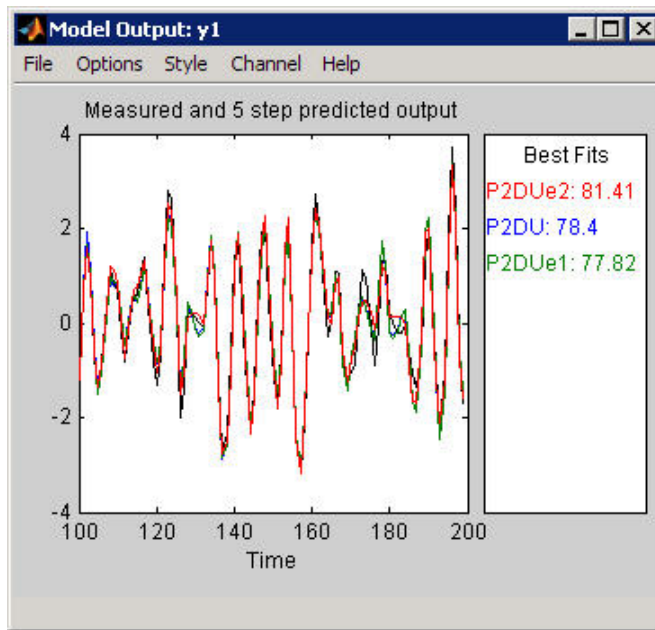 Model Output: y1
File Options Style Channel Help
Measured and 5 step predicted output
4
2
0
-2
-4
100 120 140 160 180 200
Time
Best Fits
P2DUe2: 81.41
P2DU: 78.4
P2DUe1: 77.82